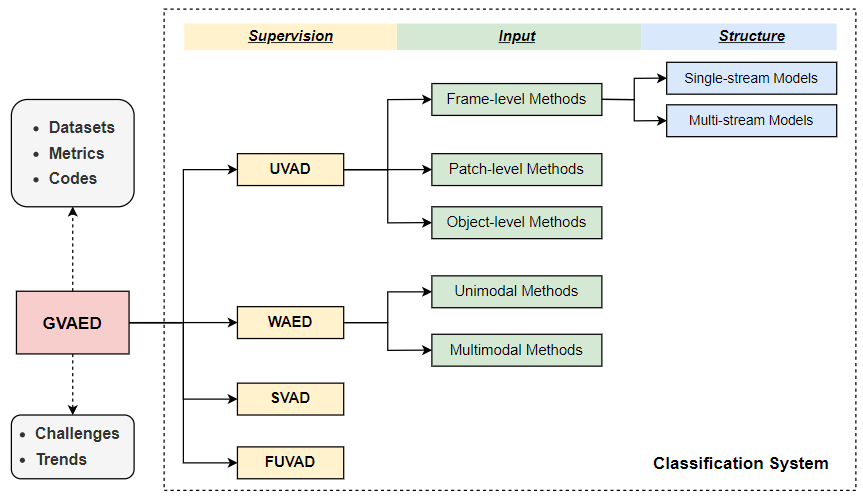 Supervision
Input
Structure
Single-stream Models
Frame-level Methods
Multi-stream Models
• Datasets
• Metrics
• Codes
UVAD
Patch-level Methods
Object-level Methods
GVAED
WAED
Unimodal Methods
Multimodal Methods
SVAD
• Challenges
• Trends
FUVAD
Classification System